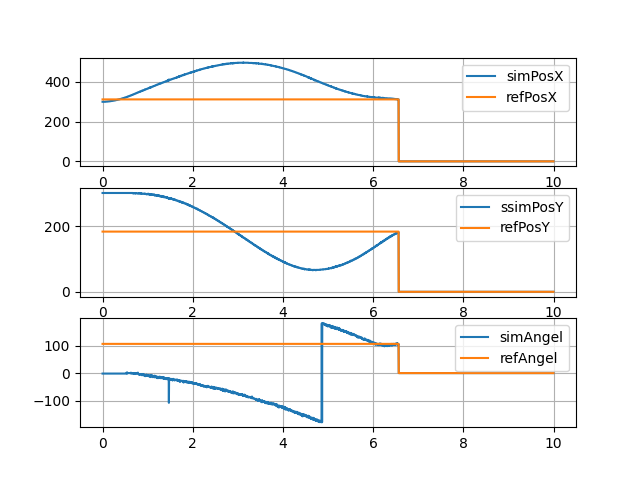 400
200
0
0 2 4 6 8 10
simPosX
refPosX
200
0
0 2 4 6 8 10
ssimPosY
refPosY
100
0
−100
0 2 4 6 8 10
simAngel
refAngel